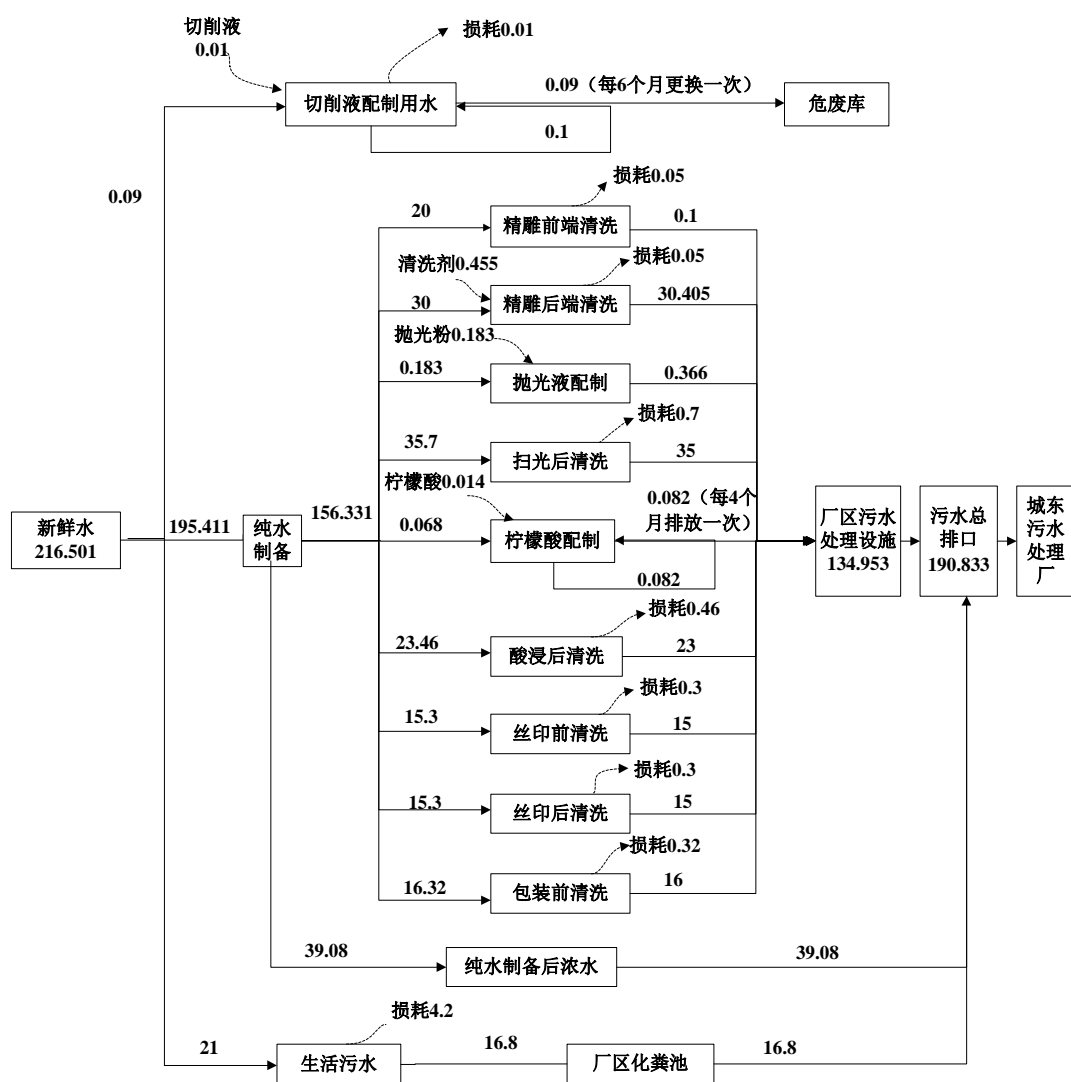 切削液
0.01
损耗0.01
切削液配制用水
0.09（每6个月更换一次）
危废库
0.1
0.09
损耗0.05
20
精雕前端清洗
0.1
清洗剂0.455
损耗0.05
30
精雕后端清洗
30.405
抛光粉0.183
0.183
抛光液配制
0.366
损耗0.7
35.7
扫光后清洗
35
柠檬酸0.014
0.082（每4个
月排放一次）
新鲜水
216.501
195.411
纯水
制备
156.331
0.068
柠檬酸配制
0.082
厂区污水
处理设施
134.953
污水总
排口
190.833
城东
污水
处理
厂
损耗0.46
23.46
酸浸后清洗
23
损耗0.3
15.3
丝印前清洗
15
损耗0.3
15.3
丝印后清洗
15
损耗0.32
16.32
包装前清洗
16
39.08
纯水制备后浓水
39.08
损耗4.2
21
生活污水
16.8
厂区化粪池
16.8